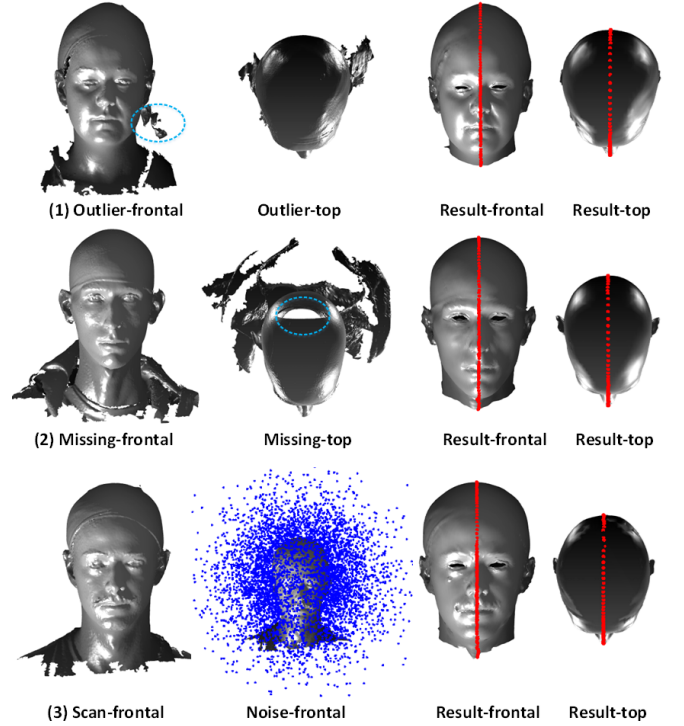 (1) Outlier-frontal Outlier-top Result-frontal Result-top
(2) Missing-frontal Missing-top Result-frontal Result-top
(3) Scan-frontal Noise-frontal Result-frontal Result-top